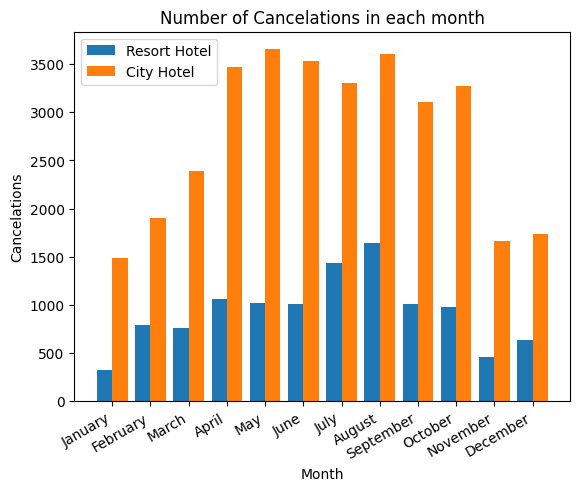 Number of Cancelations in each month
Resort Hotel
City Hotel
Cancelations
3500
3000
2500
2000
1500
1000
500
0
January
February
March
April
May
June
July
August
September
October
November
December
Month